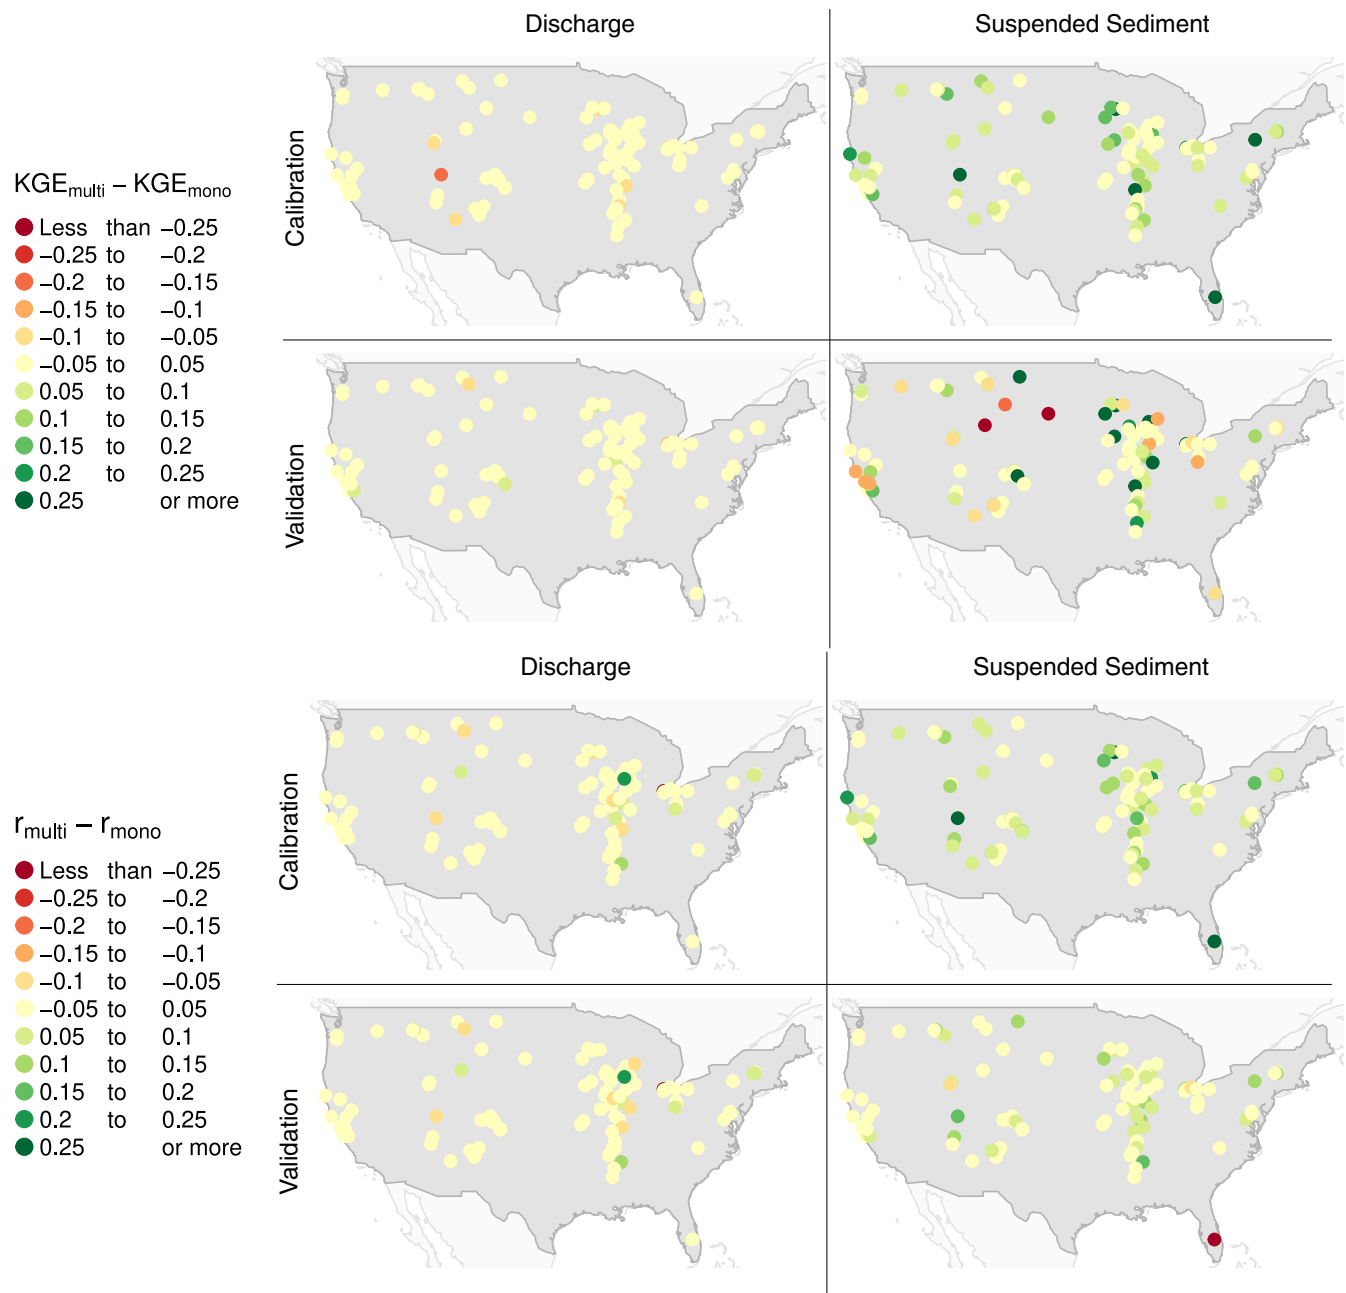 Discharge
Suspended Sediment
Calibration
KGEmulti − KGEmono
Less than −0.25
−0.25 to −0.2
−0.2 to −0.15
−0.15 to −0.1
−0.1 to −0.05
−0.05 to 0.05
0.05 to 0.1
0.1 to 0.15
0.15 to 0.2
0.2 to 0.25
0.25 or more
Validation
Discharge
Suspended Sediment
Calibration
rmulti − rmono
Less than −0.25
−0.25 to −0.2
−0.2 to −0.15
−0.15 to −0.1
−0.1 to −0.05
−0.05 to 0.05
0.05 to 0.1
0.1 to 0.15
0.15 to 0.2
0.2 to 0.25
0.25 or more
Validation